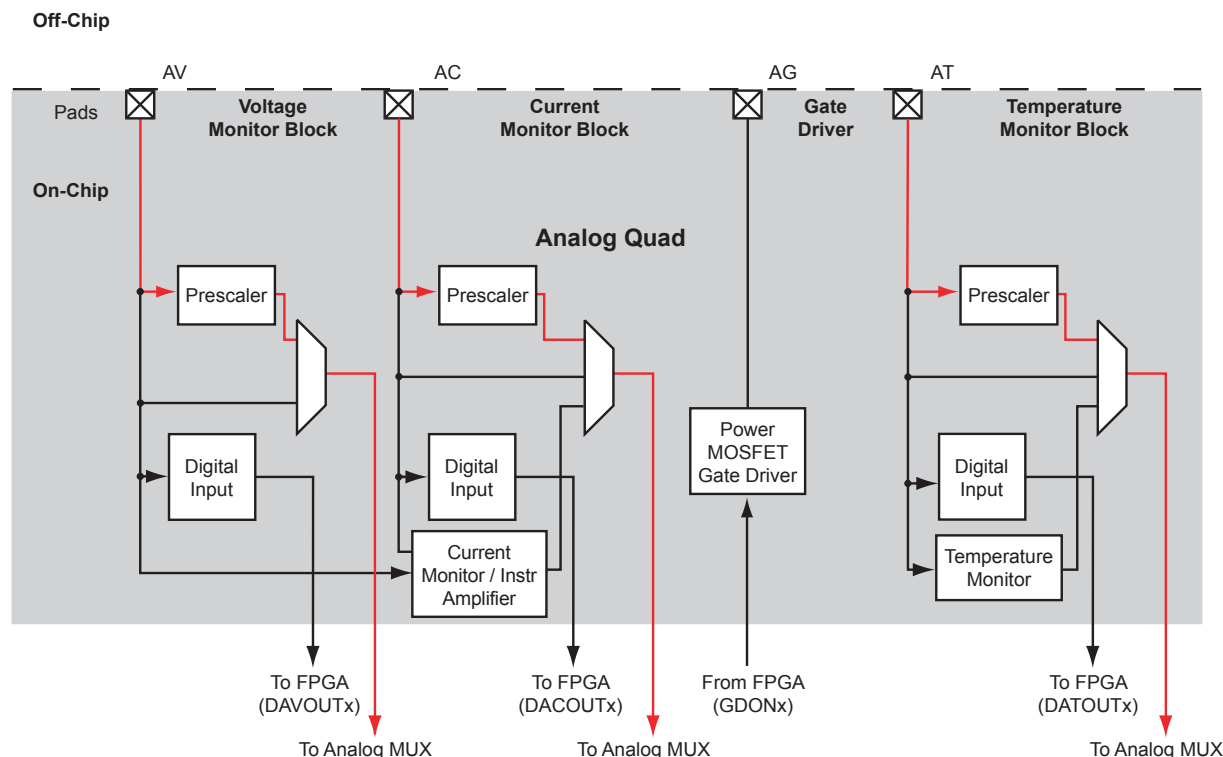 Off-Chip
AV
AC
AG
AT
Pads
Voltage
Monitor Block
Current
Monitor Block
Gate
Driver
Temperature
Monitor Block
On-Chip
Analog Quad
Prescaler
Prescaler
Prescaler
Power
MOSFET
Gate Driver
Digital
Input
Digital
Input
Digital
Input
Current
Monitor / Instr
Amplifier
Temperature
Monitor
To FPGA
(DAVOUTx)
To FPGA
(DACOUTx)
From FPGA
(GDONx)
To FPGA
(DATOUTx)
To Analog MUX
To Analog MUX
To Analog MUX